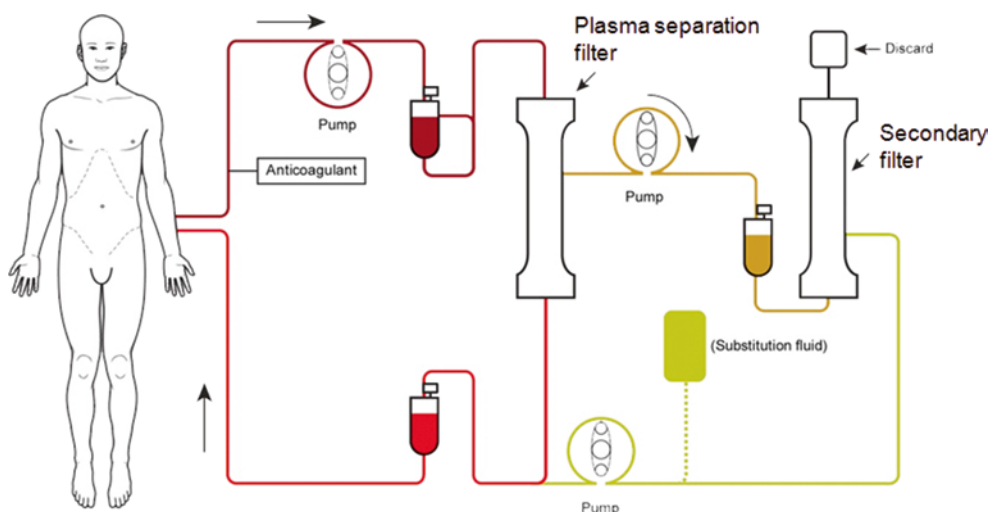 Plasma separation
filter
Discard
Pump
Secondary
filter
Anticoagulant
Pump
(Substitution fluid)
Pump